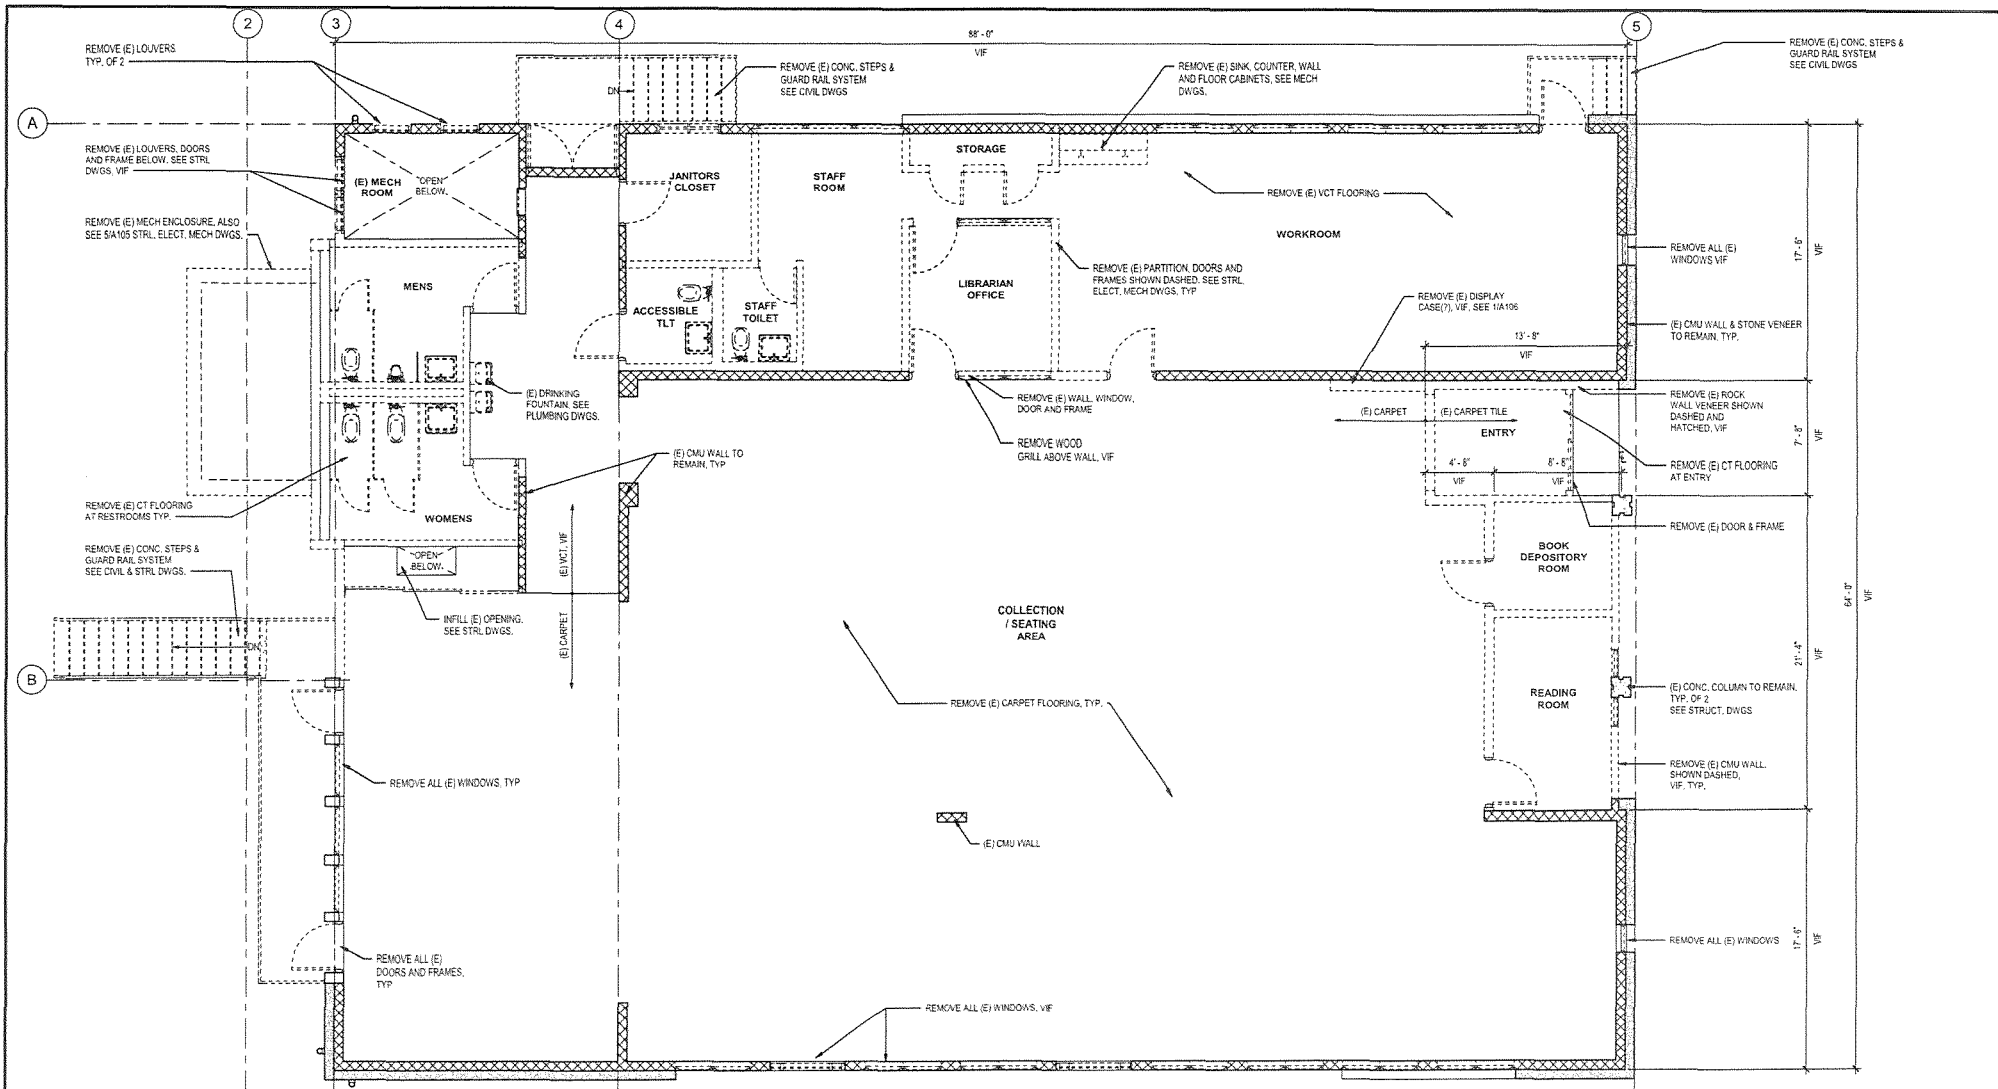 2
3
4
5
88' - 0"
VIF
REMOVE (E) LOUVERS
TYP. OF 2
REMOVE (E) CONC. STEPS &
GUARD RAIL SYSTEM
SEE CIVIL DWGS
DN
REMOVE (E) SINK, COUNTER, WALL
AND FLOOR CABINETS, SEE MECH
DWGS.
REMOVE (E) CONC. STEPS &
GUARD RAIL SYSTEM
SEE CIVIL DWGS
A
REMOVE (E) LOUVERS, DOORS
AND FRAME BELOW, SEE STRL
DWGS, VIF
(E) MECH
ROOM
OPEN
BELOW
JANITORS
CLOSET
STAFF
ROOM
STORAGE
REMOVE (E) VCT FLOORING
WORKROOM
17' - 6"
VIF
REMOVE (E) MECH ENCLOSURE, ALSO
SEE 5/A105 STRL, ELECT, MECH DWGS.
REMOVE ALL (E)
WINDOWS VIF
MENS
ACCESSIBLE
TLT
STAFF
TOILET
LIBRARIAN
OFFICE
REMOVE (E) PARTITION, DOORS AND
FRAMES SHOWN DASHED. SEE STRL,
ELECT, MECH DWGS, TYP
REMOVE (E) DISPLAY
CASE(?), VIF, SEE 1/A106
(E) CMU WALL & STONE VENEER
TO REMAIN, TYP.
13' - 8"
VIF
(E) DRINKING
FOUNTAIN, SEE
PLUMBING DWGS.
REMOVE (E) WALL, WINDOW,
DOOR AND FRAME
REMOVE WOOD
GRILL ABOVE WALL, VIF
(E) CARPET
(E) CARPET TILE
ENTRY
REMOVE (E) ROCK
WALL VENEER SHOWN
DASHED AND
HATCHED, VIF
7' - 8"
VIF
4' - 8"
VIF
8' - 8"
VIF
REMOVE (E) CT FLOORING
AT ENTRY
(E) CMU WALL TO
REMAIN, TYP
REMOVE (E) CT FLOORING
AT RESTROOMS TYP.
WOMENS
REMOVE (E) DOOR & FRAME
REMOVE (E) CONC. STEPS &
GUARD RAIL SYSTEM
SEE CIVIL & STRL DWGS.
OPEN
BELOW
(E) VCT, VIF
(E) CARPET
BOOK
DEPOSITORY
ROOM
INFILL (E) OPENING.
SEE STRL DWGS.
COLLECTION
/ SEATING
AREA
64' - 0"
VIF
DN
B
21' - 4"
VIF
READING
ROOM
(E) CONC. COLUMN TO REMAIN,
TYP. OF 2
SEE STRUCT. DWGS
REMOVE (E) CARPET FLOORING, TYP.
REMOVE (E) CMU WALL,
SHOWN DASHED,
VIF, TYP.
REMOVE ALL (E) WINDOWS, TYP
(E) CMU WALL
REMOVE ALL (E)
DOORS AND FRAMES,
TYP
REMOVE ALL (E) WINDOWS
17' - 6"
VIF
REMOVE ALL (E) WINDOWS, VIF